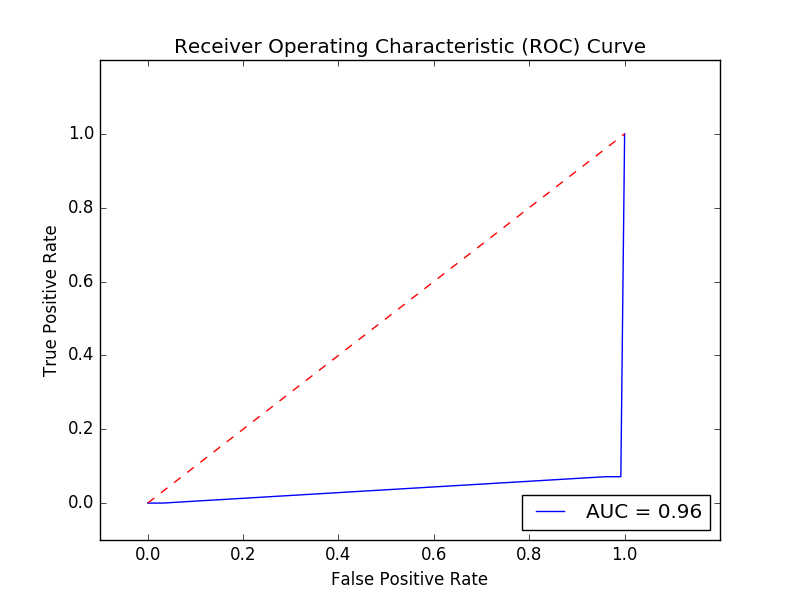 Receiver Operating Characteristic (ROC) Curve
1.0
0.8
0.6
0.4
0.2
0.0
True Positive Rate
AUC = 0.96
0.0 0.2 0.4 0.6 0.8 1.0
False Positive Rate